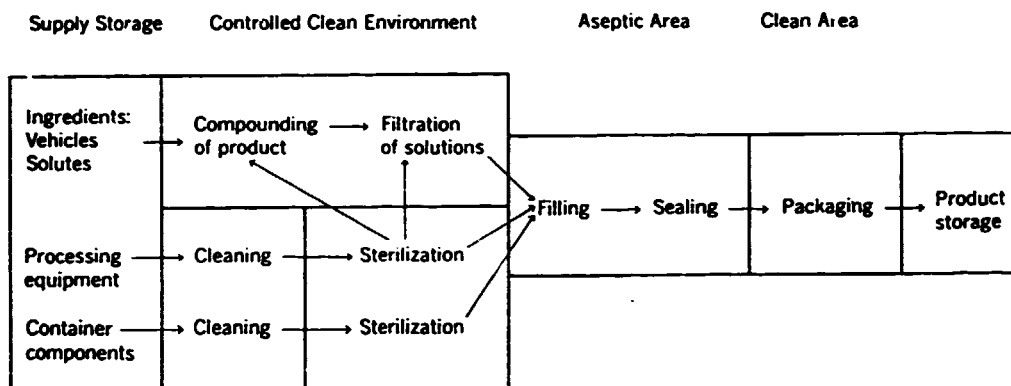 Supply Storage
Controlled Clean Environment
Aseptic Area
Clean Area
Ingredients:
Vehicles
Solutes
Compounding
of product
Filtration
of solutions
Filling
Sealing
Packaging
Product
storage
Processing
equipment
Cleaning
Sterilization
Container
components
Cleaning
Sterilization